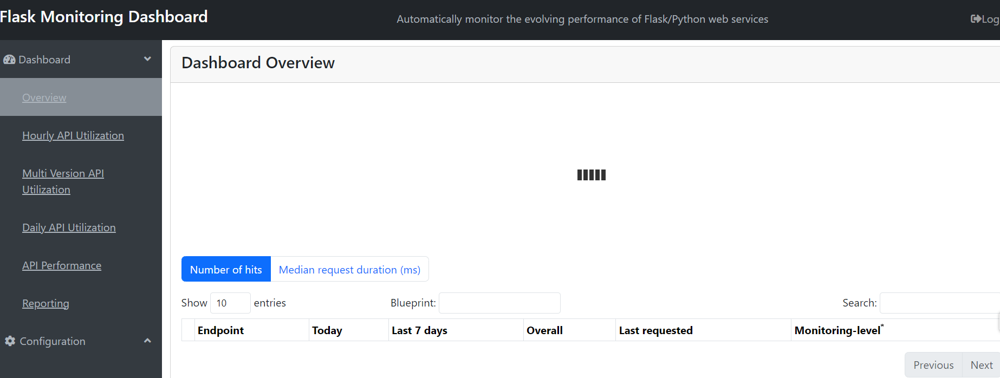 Flask Monitoring Dashboard
Automatically monitor the evolving performance of Flask/Python web services
Log
Dashboard
Overview
Hourly API Utilization
Multi Version API
Utilization
Daily API Utilization
API Performance
Reporting
Configuration
Dashboard Overview
Number of hits Median request duration (ms)
Show 10 entries Blueprint: Search:
Endpoint Today Last 7 days Overall Last requested Monitoring-level*
Previous Next